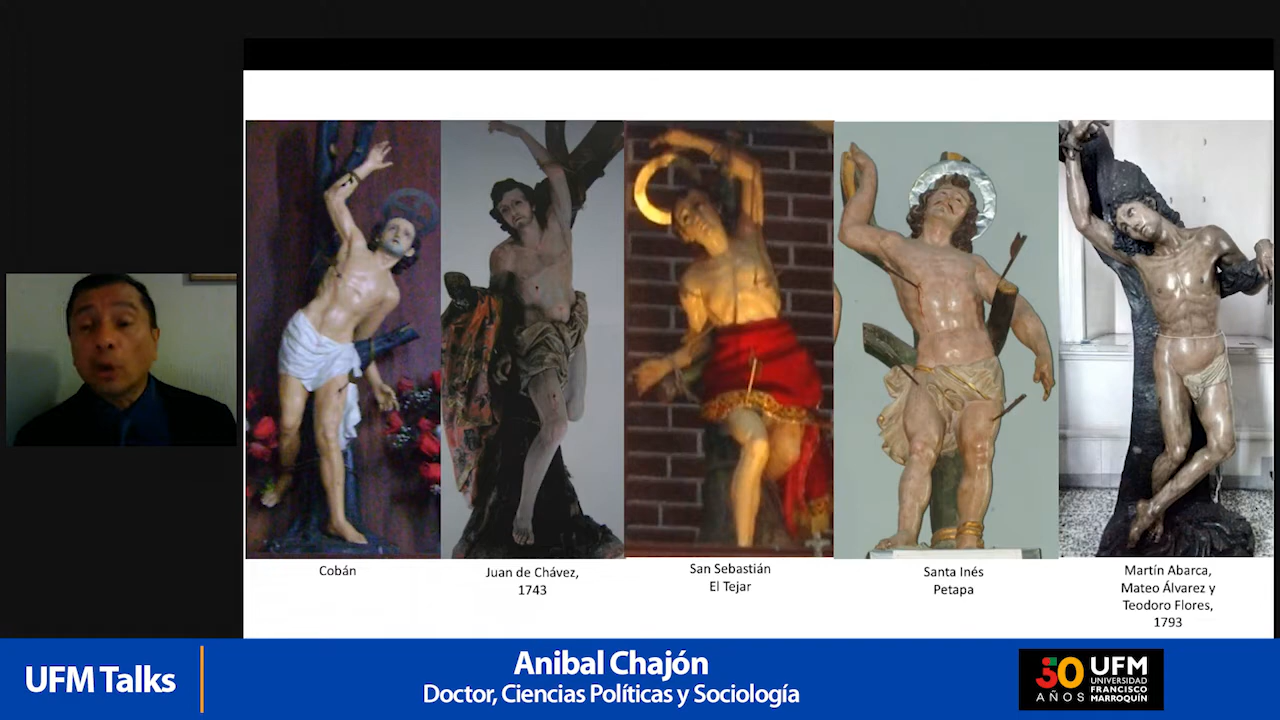 Cobán
Juan de Chávez,
1743
San Sebastián
El Tejar
Santa Inés
Petapa
Martín Abarca,
Mateo Álvarez y
Teodoro Flores,
1793
UFM Talks
Anibal Chajón
Doctor, Ciencias Políticas y Sociología
50
AÑOS
UFM
UNIVERSIDAD
FRANCISCO
MARROQUÍN